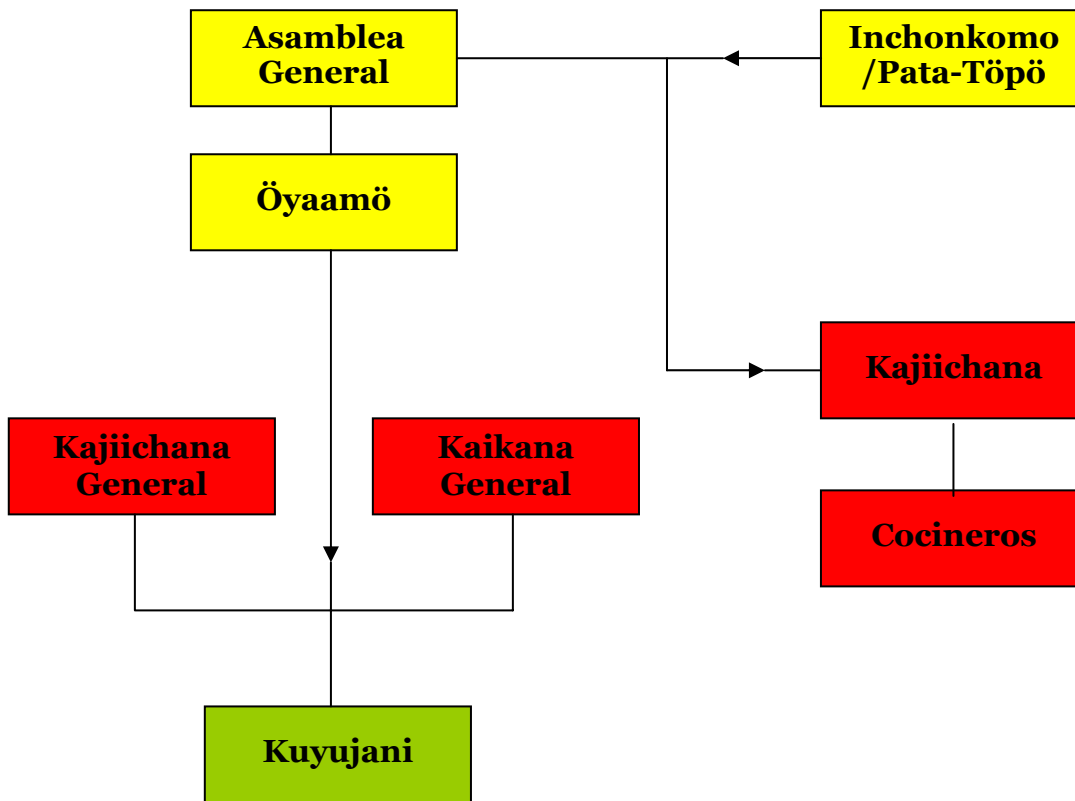 Asamblea
General
Inchonkomo
/Pata-Töpö
Öyaamö
Kajiichana
Kajiichana
General
Kaikana
General
Cocineros
Kuyujani